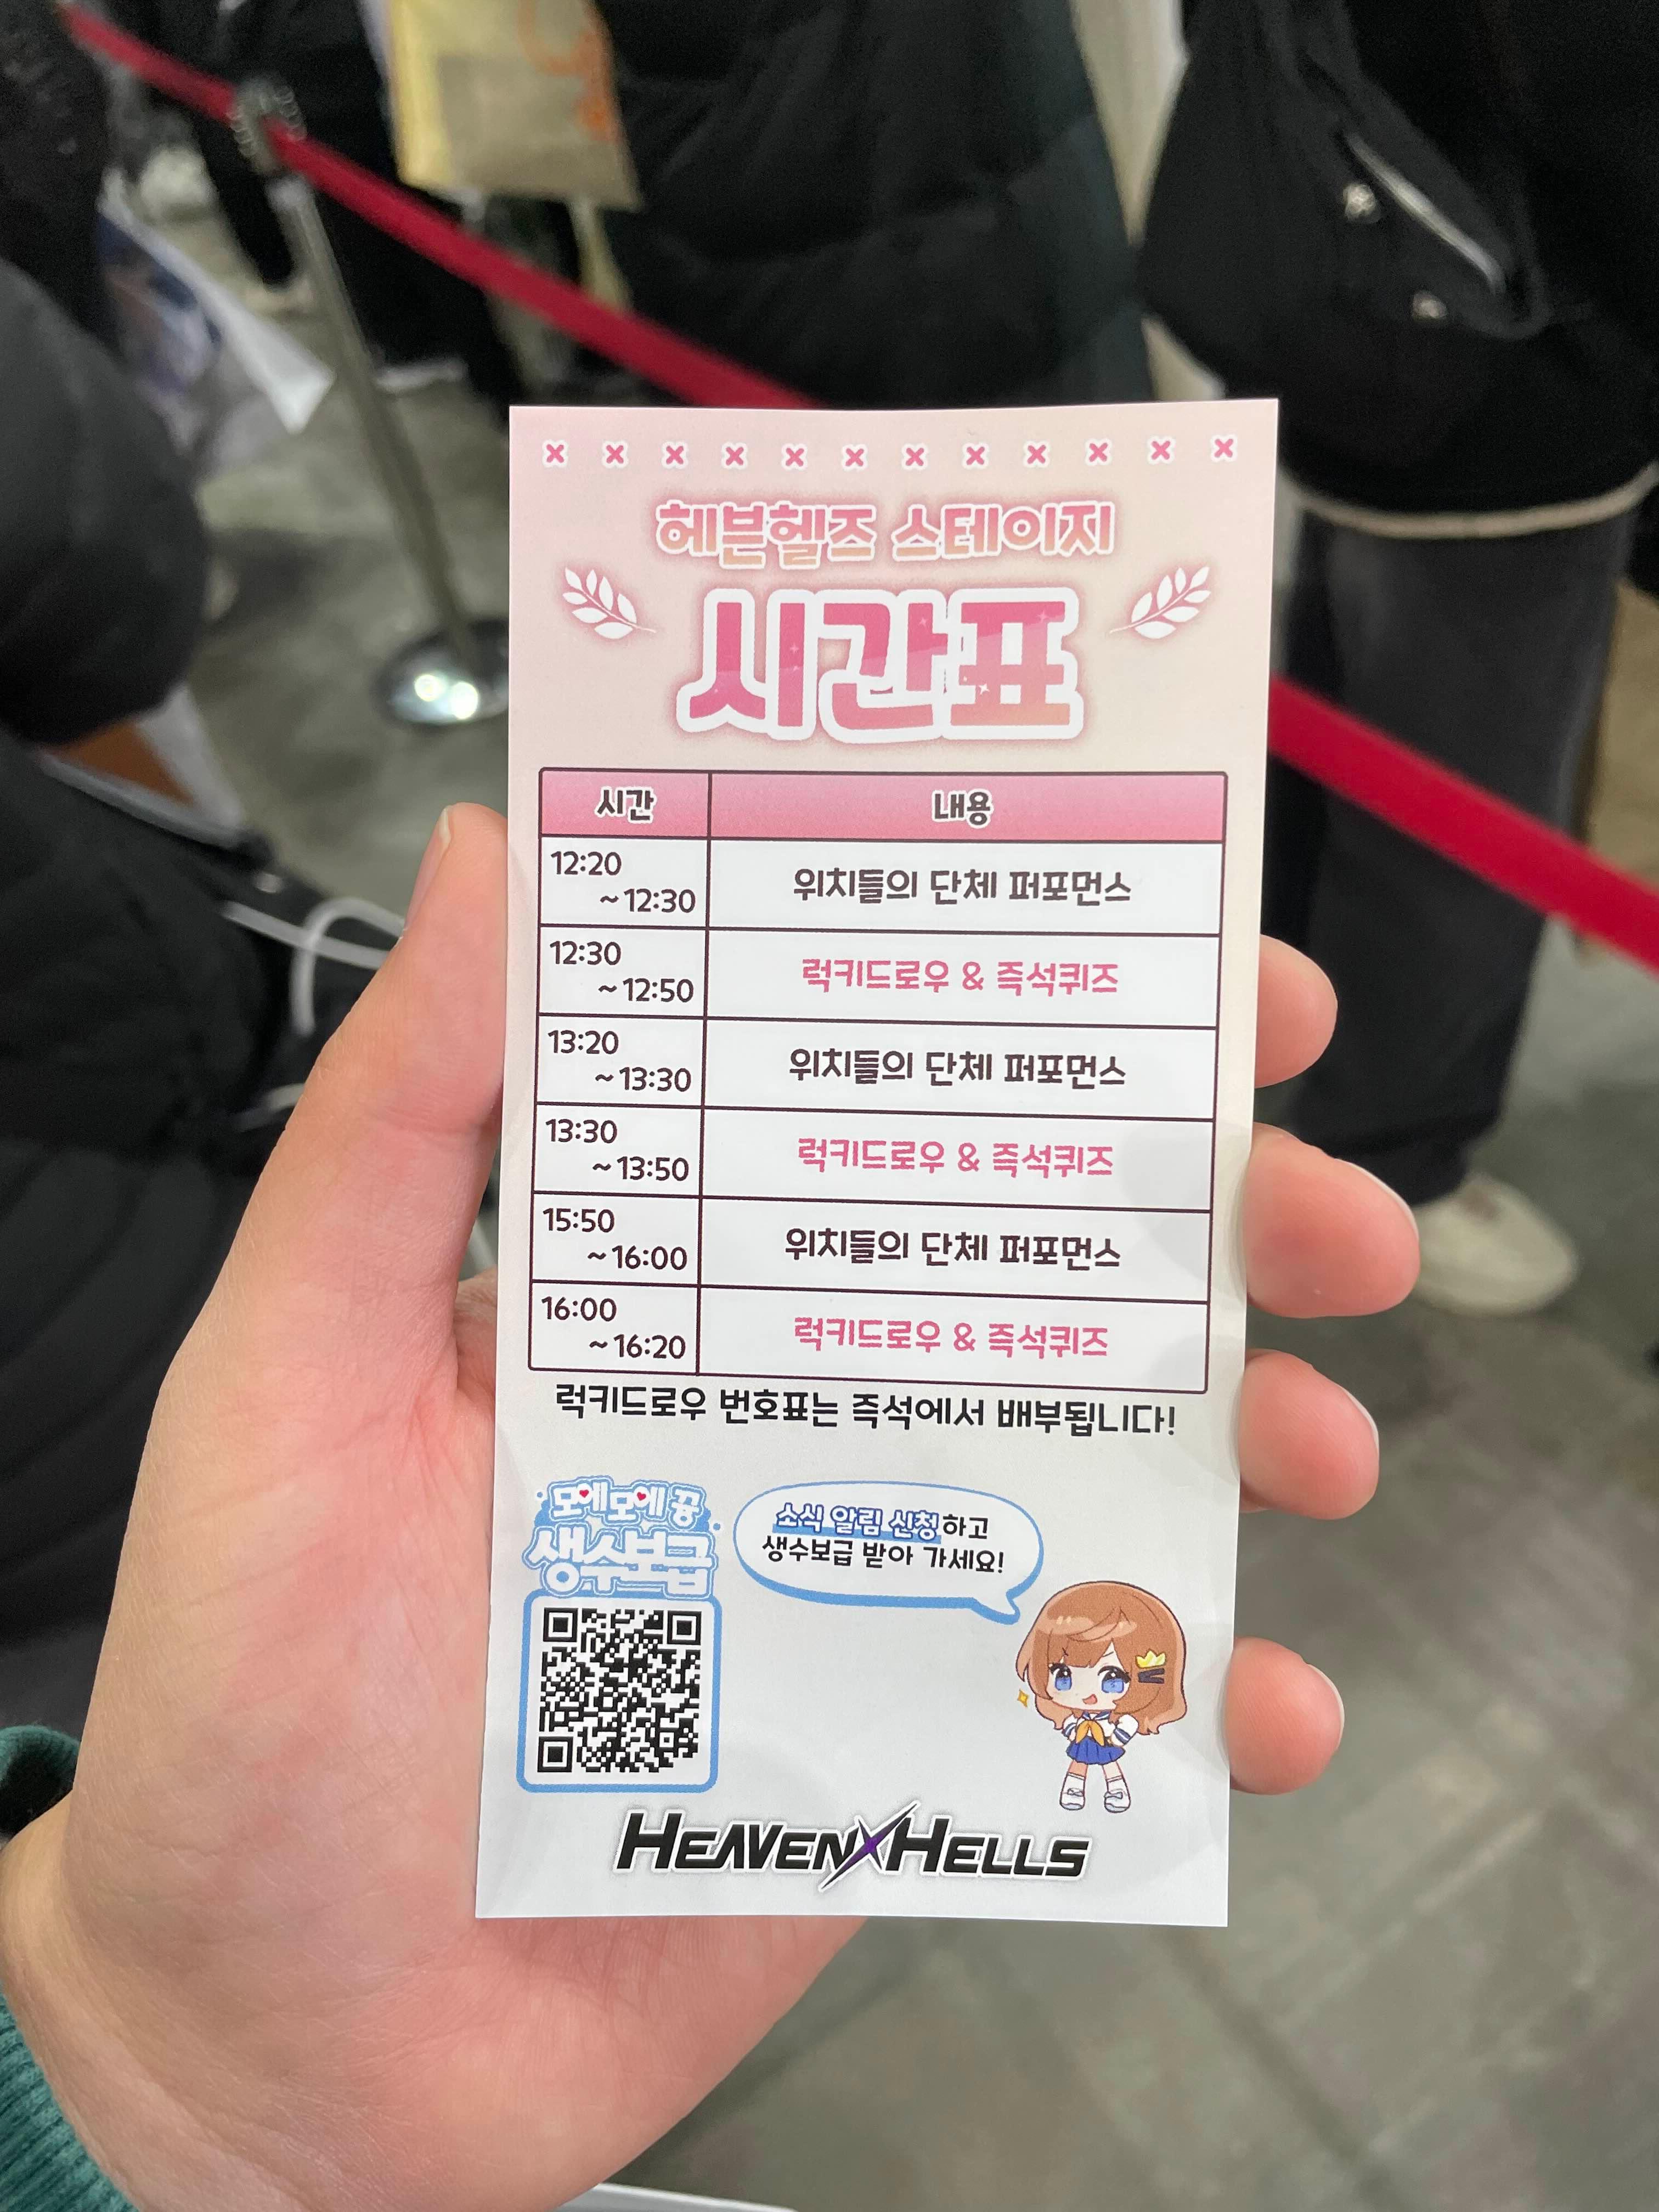 헤븐헬즈 스테이지
시간표
시간 내용
12:20
~12:30 위치들의 단체 퍼포먼스
12:30
~12:50 럭키드로우 & 즉석퀴즈
13:20
~13:30 위치들의 단체 퍼포먼스
13:30
~13:50 럭키드로우 & 즉석퀴즈
15:50
~16:00 위치들의 단체 퍼포먼스
16:00
~16:20 럭키드로우 & 즉석퀴즈
럭키드로우 번호표는 즉석에서 배부됩니다!
모에모에 뀽
생수보급
소식 알림 신청하고
생수보급 받아 가세요!
HEAVEN HELLS